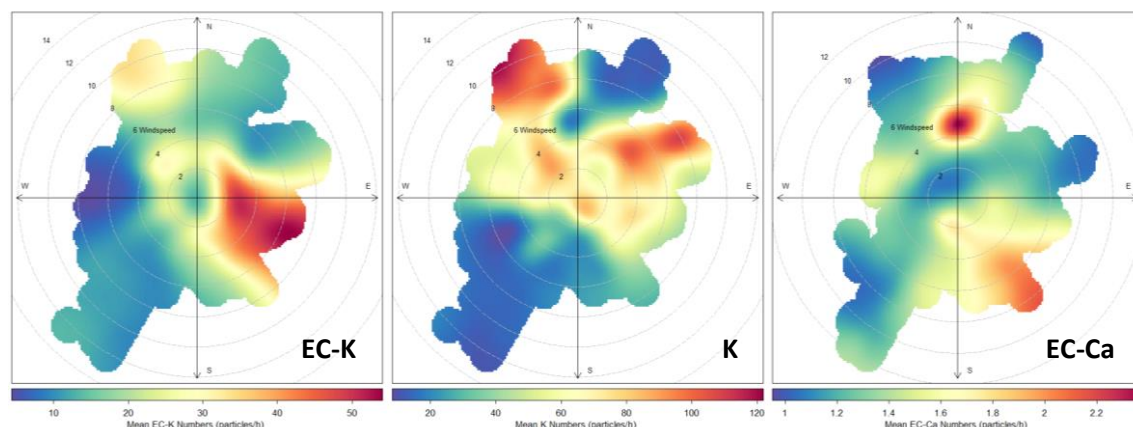 N
14
12
10
8
6 Windspeed
4
2
W
E
S
EC-K
10 20 30 40 50
Mean EC-K Numbers (particles/h)
N
14
12
10
8
6 Windspeed
4
2
W
E
S
K
20 40 60 80 100 120
Mean K Numbers (particles/h)
N
14
12
10
8
6 Windspeed
4
2
W
E
S
EC-Ca
1 1.2 1.4 1.6 1.8 2 2.2
Mean EC-Ca Numbers (particles/h)